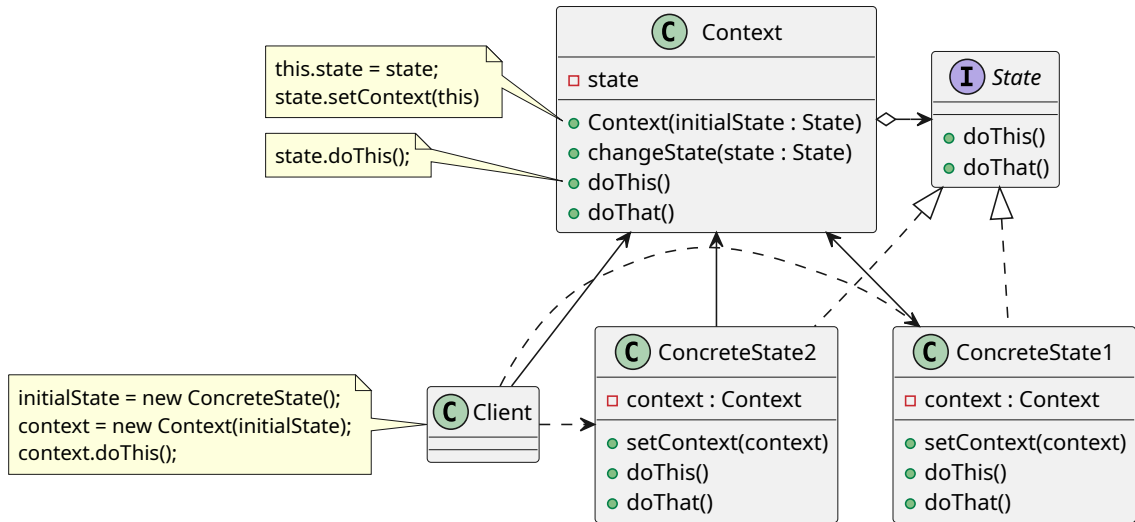 C Context
state
Context(initialState : State)
changeState(state : State)
doThis()
doThat()
this.state = state;
state.setContext(this)
state.doThis();
I State
doThis()
doThat()
C ConcreteState2
context : Context
setContext(context)
doThis()
doThat()
C ConcreteState1
context : Context
setContext(context)
doThis()
doThat()
C Client
initialState = new ConcreteState();
context = new Context(initialState);
context.doThis();